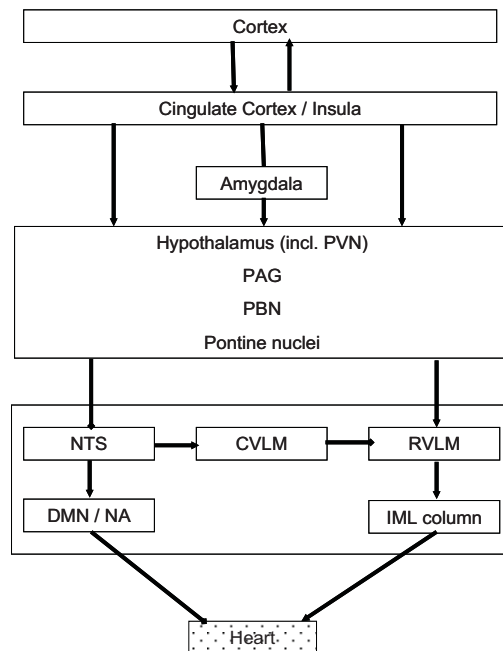 Cortex
Cingulate Cortex / Insula
Amygdala
Hypothalamus (incl. PVN)
PAG
PBN
Pontine nuclei
NTS
CVLM
RVLM
DMN / NA
IML column
Heart